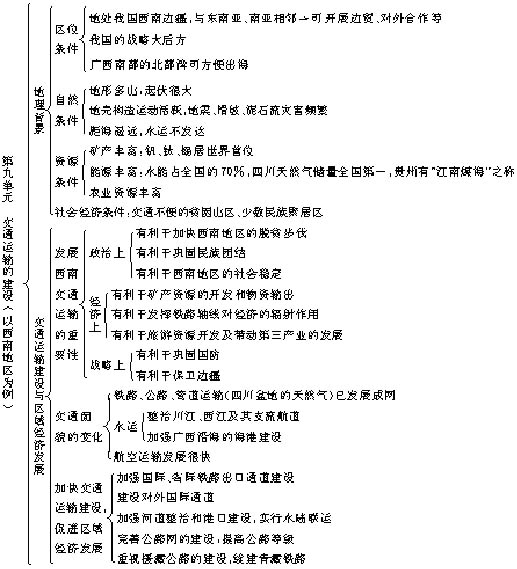 第九单元 交通运输的建设(以西南地区为例)
地理背景
区位条件
地处我国西南边疆,与东南亚、南亚相邻→可开展边贸、对外合作等
我国的战略大后方
广西南部的北部湾可方便出海
自然条件
地形多山,起伏很大
地壳构造运动活跃,地震、滑坡、泥石流灾害频繁
距海遥远,水运不发达
资源条件
矿产丰富:钒、钛、锡居世界首位
能源丰富:水能占全国的70%,四川天然气储量全国第一,贵州有“江南煤海”之称
农业资源丰富
社会经济条件:交通不便的贫困山区、少数民族聚居区
交通运输建设与区域经济发展
发展西南交通运输的重要性
政治上
有利于加快西南地区的脱贫步伐
有利于巩固民族团结
有利于西南地区的社会稳定
经济上
有利于矿产资源的开发和物资输出
有利于发挥铁路轴线对经济的辐射作用
有利于旅游资源开发及带动第三产业的发展
战略上
有利于巩固国防
有利于保卫边疆
交通面貌的变化
铁路、公路、管道运输(四川盆地的天然气)已发展成网
水运
整治川江、西江及其支流航道
加强广西沿海的海港建设
航空运输发展很快
加快交通运输建设,促进区域经济发展
加强国际、省际铁路出口通道建设
建设对外国际通道
加强河道整治和港口建设,实行水陆联运
完善公路网的建设;提高公路等级
重视援藏公路的建设,续建青藏铁路